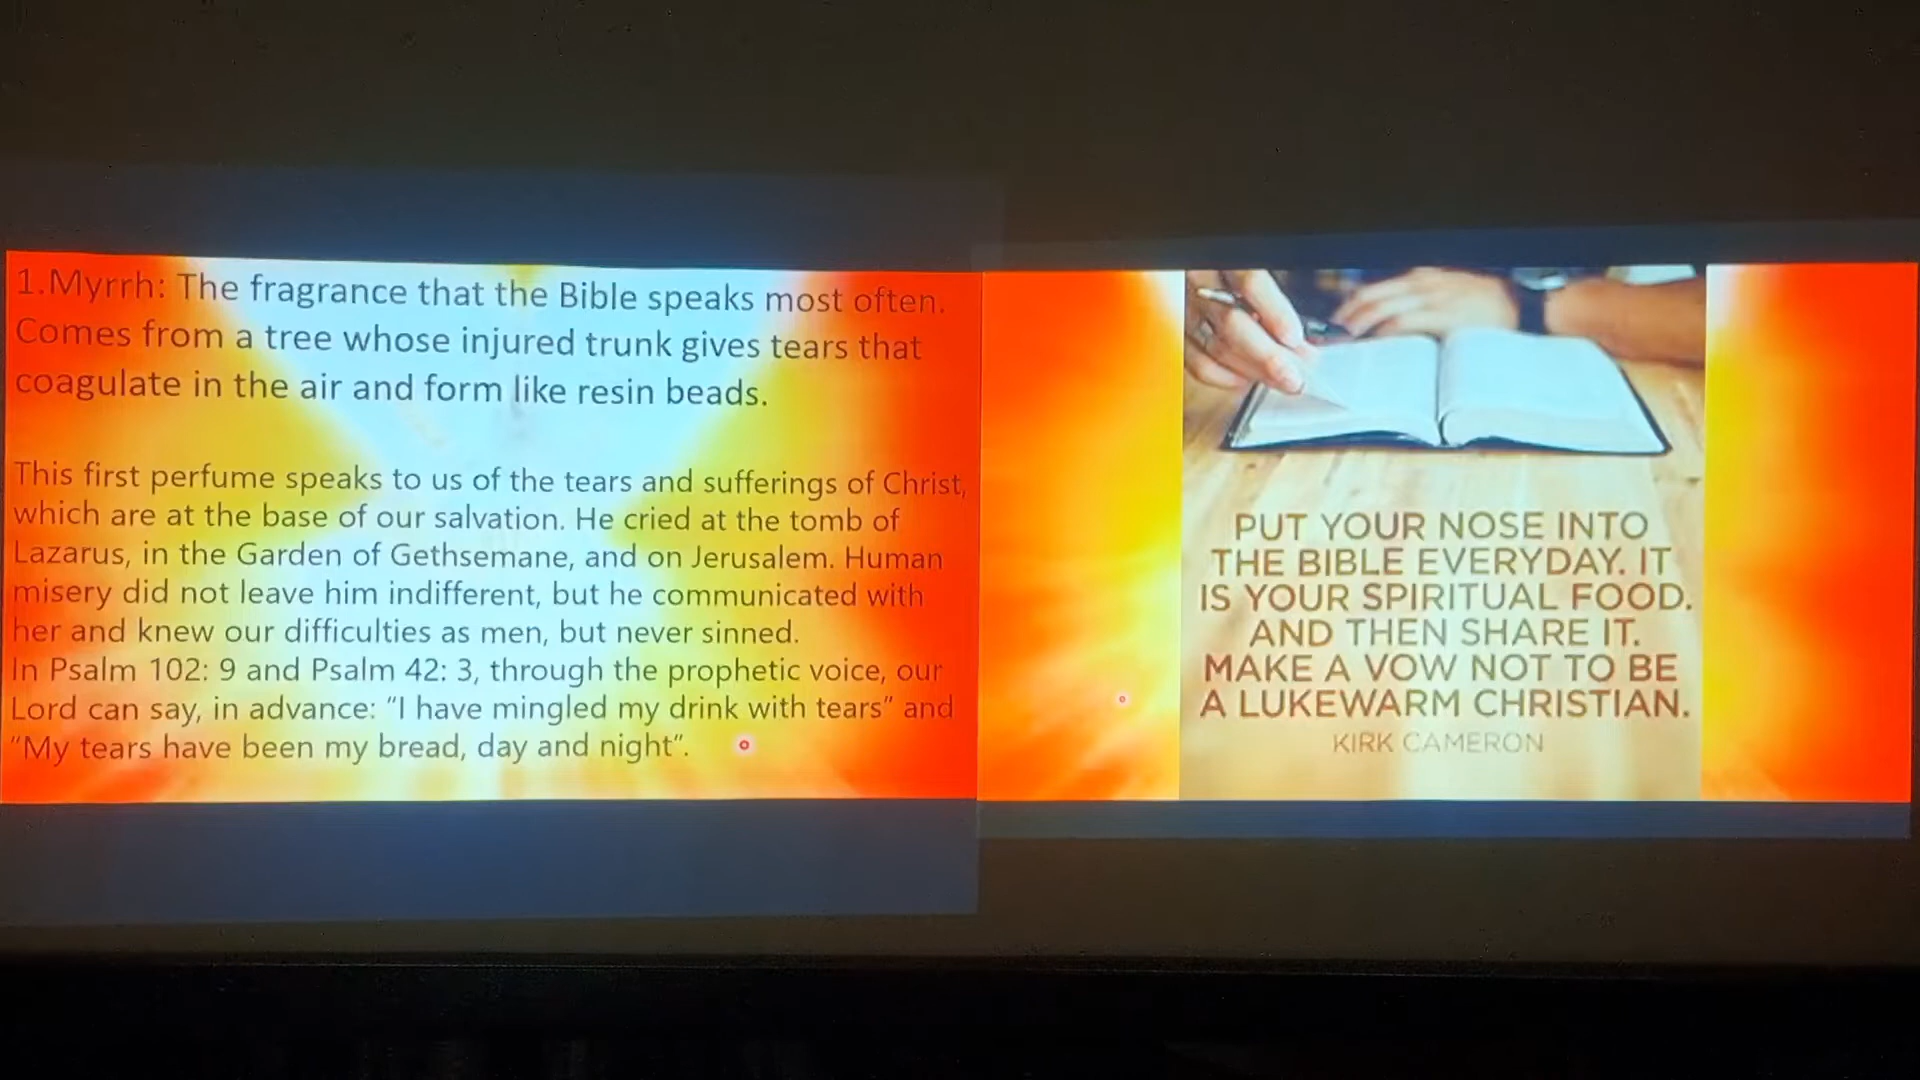 1.Myrrh: The fragrance that the Bible speaks most often.
Comes from a tree whose injured trunk gives tears that
coagulate in the air and form like resin beads.
This first perfume speaks to us of the tears and sufferings of Christ,
which are at the base of our salvation. He cried at the tomb of
Lazarus, in the Garden of Gethsemane, and on Jerusalem. Human
misery did not leave him indifferent, but he communicated with
her and knew our difficulties as men, but never sinned.
In Psalm 102: 9 and Psalm 42: 3, through the prophetic voice, our
Lord can say, in advance: “I have mingled my drink with tears” and
“My tears have been my bread, day and night”.
PUT YOUR NOSE INTO
THE BIBLE EVERYDAY. IT
IS YOUR SPIRITUAL FOOD.
AND THEN SHARE IT.
MAKE A VOW NOT TO BE
A LUKEWARM CHRISTIAN.
KIRK CAMERON